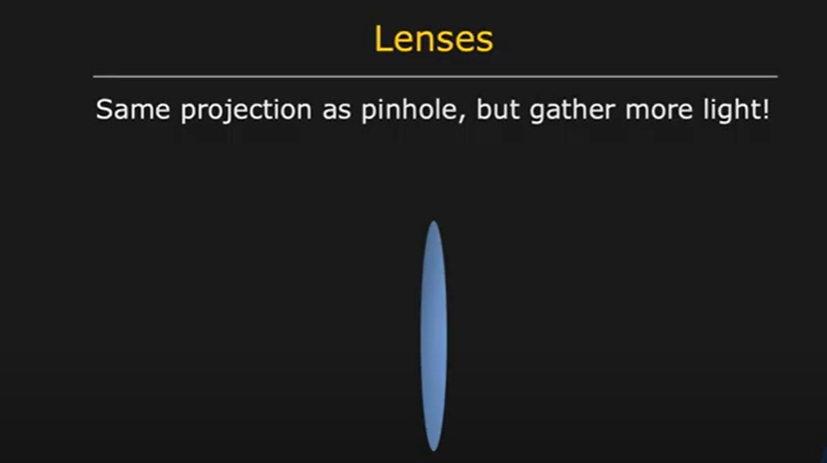 Lenses
Same projection as pinhole, but gather more light!